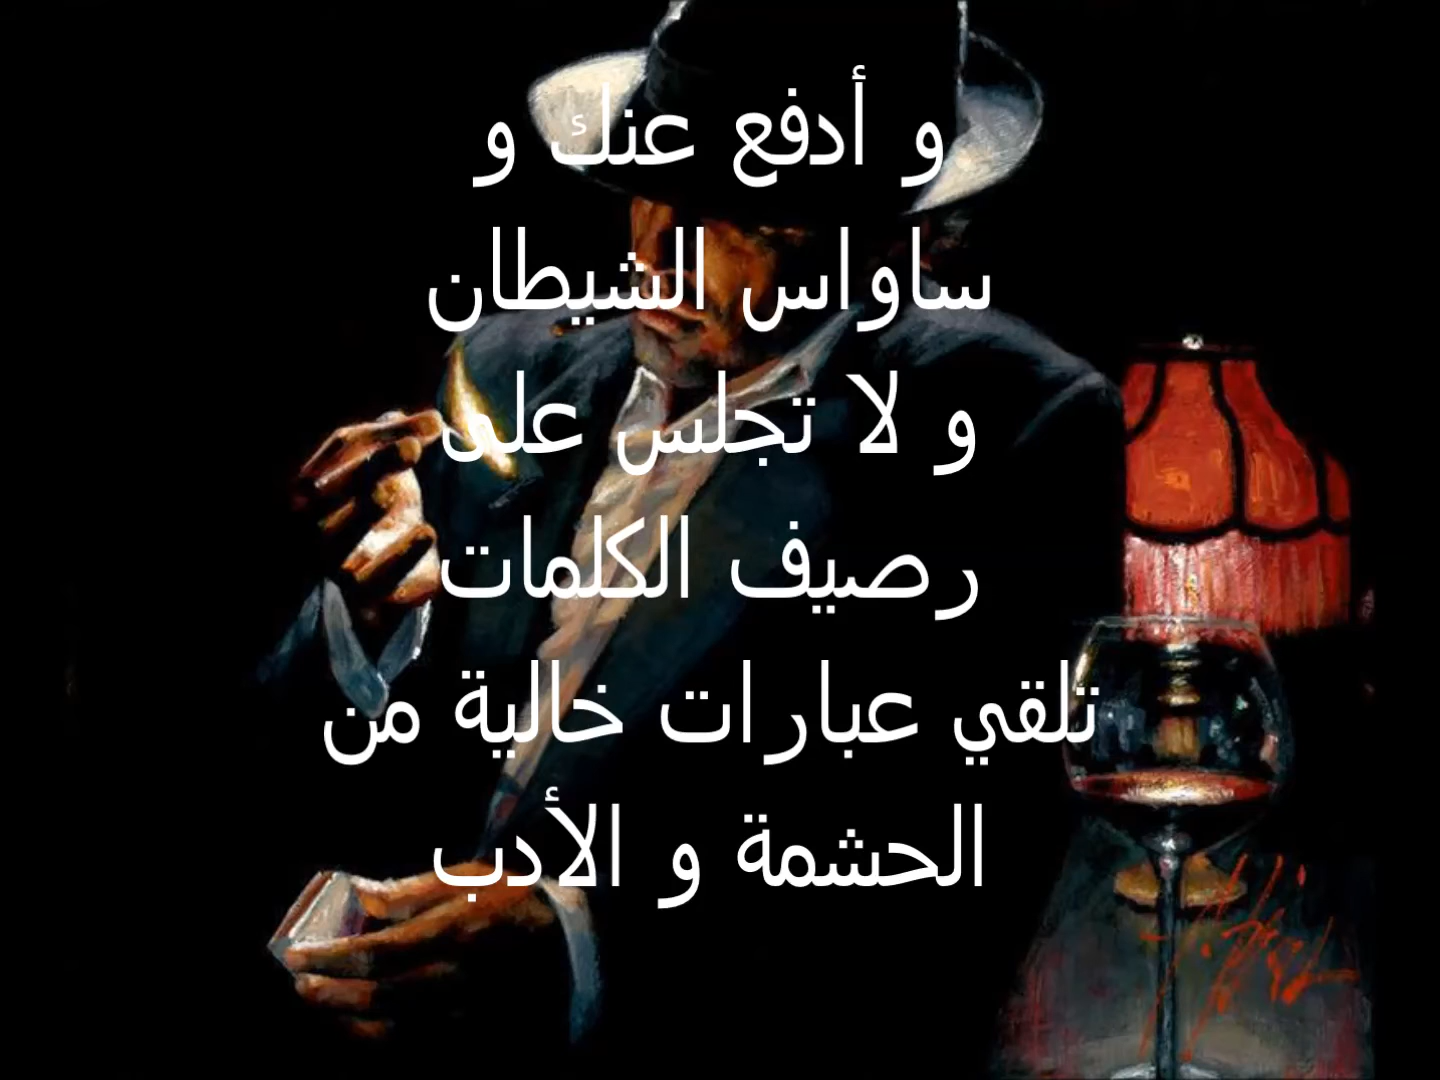 و أدفع عنك و
ساواس الشيطان
و لا تجلس على
رصيف الكلمات
تلقي عبارات خالية من
الحشمة و الأدب